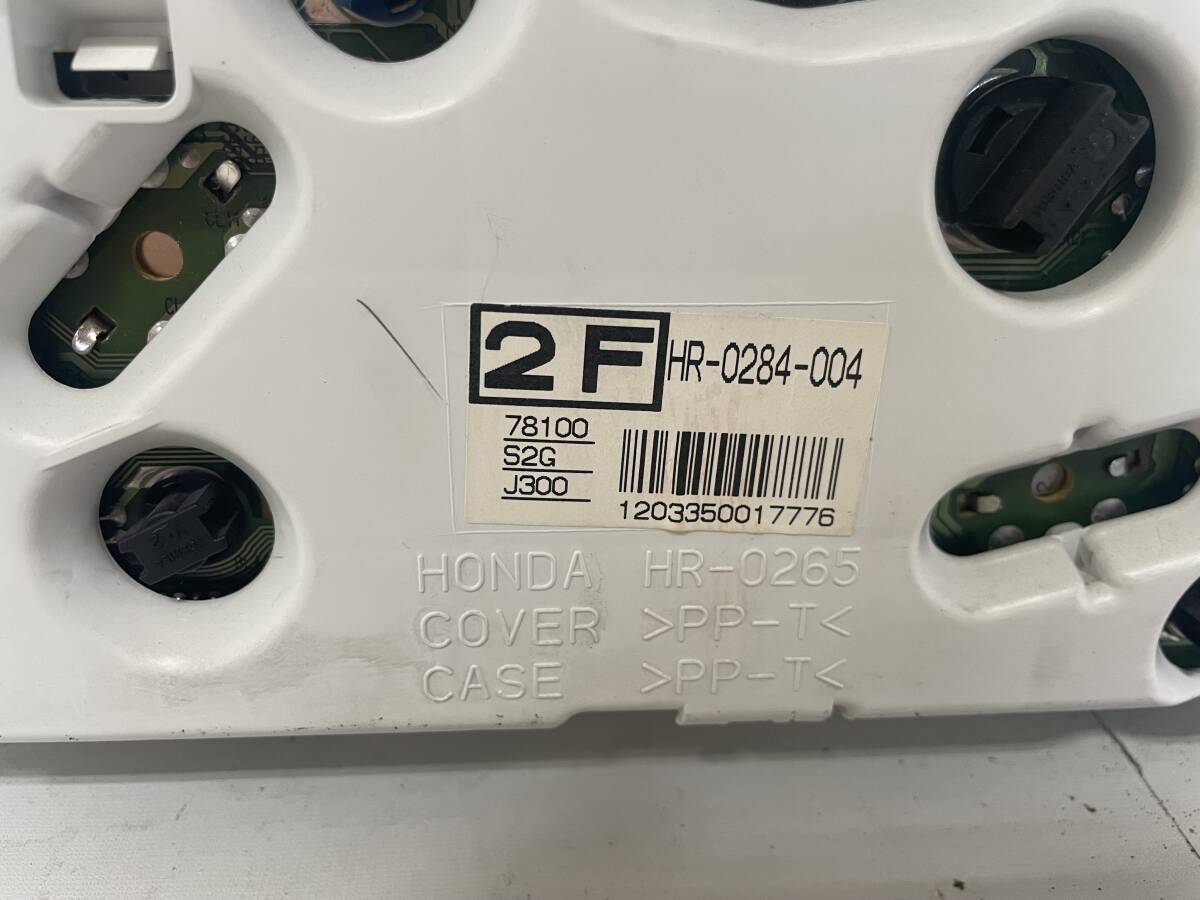 2F HR-0284-004
78100
S2G
J300
1203350017776
HONDA HR-0265
COVER >PP-T<
CASE >PP-T<